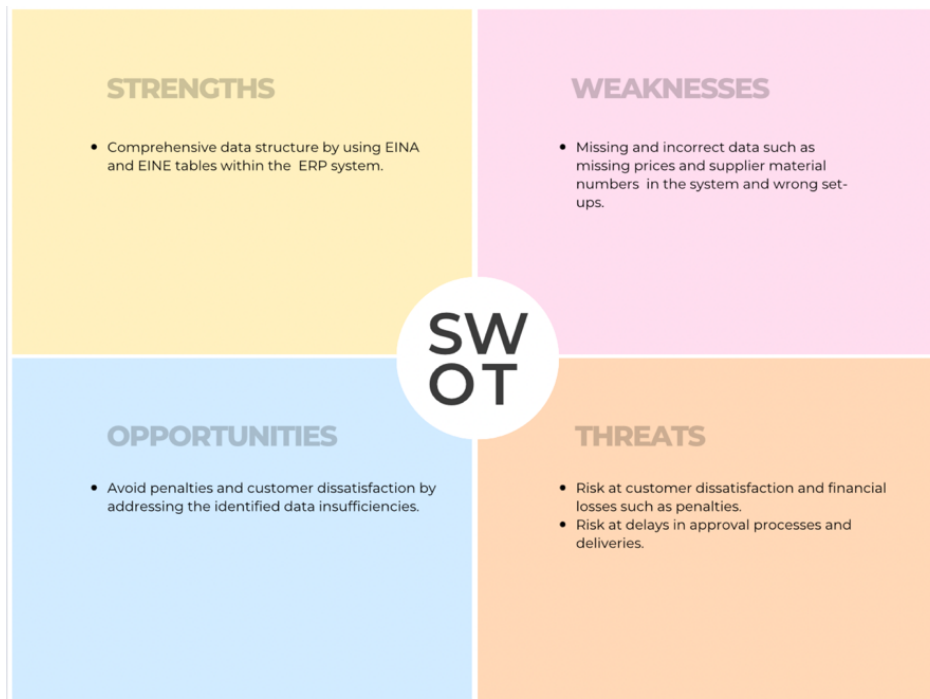 STRENGTHS
• Comprehensive data structure by using EINA
and EINE tables within the ERP system.
WEAKNESSES
• Missing and incorrect data such as
missing prices and supplier material
numbers in the system and wrong set-
ups.
SW
OT
OPPORTUNITIES
• Avoid penalties and customer dissatisfaction by
addressing the identified data insufficiencies.
THREATS
• Risk at customer dissatisfaction and financial
losses such as penalties.
• Risk at delays in approval processes and
deliveries.